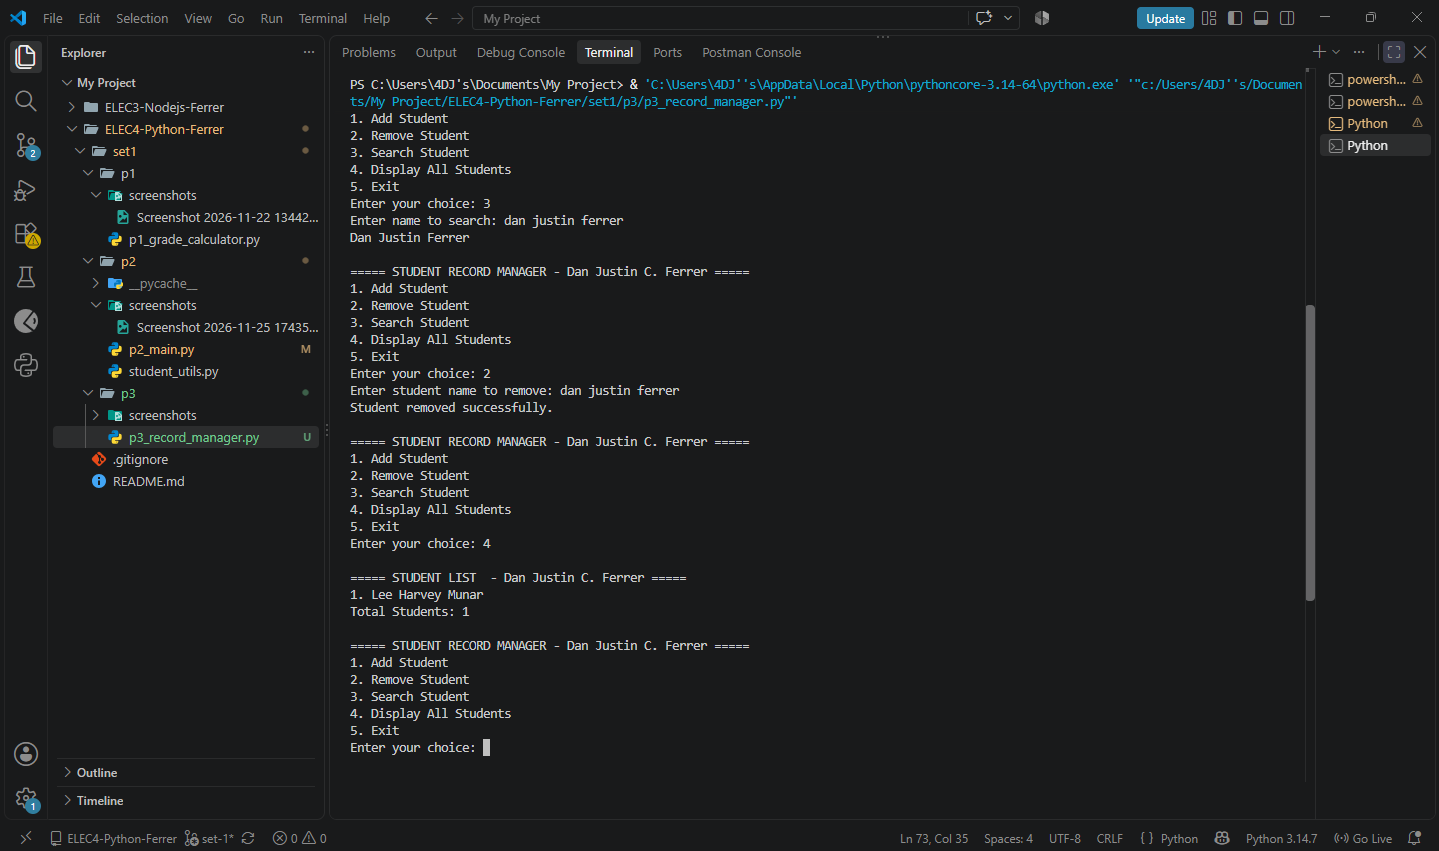 File Edit Selection View Go Run Terminal Help
My Project
Update
Explorer
My Project
ELEC3-Nodejs-Ferrer
ELEC4-Python-Ferrer
set1
p1
screenshots
Screenshot 2026-11-22 13442...
p1_grade_calculator.py
p2
__pycache__
screenshots
Screenshot 2026-11-25 17435...
p2_main.py M
student_utils.py
p3
screenshots
p3_record_manager.py U
.gitignore
README.md
Outline
Timeline
2
1
Problems Output Debug Console Terminal Ports Postman Console
PS C:\Users\4DJ's\Documents\My Project> & 'C:\Users\4DJ''s\AppData\Local\Python\pythoncore-3.14-64\python.exe' '"c:/Users/4DJ''s/Documen
ts/My Project/ELEC4-Python-Ferrer/set1/p3/p3_record_manager.py"'
1. Add Student
2. Remove Student
3. Search Student
4. Display All Students
5. Exit
Enter your choice: 3
Enter name to search: dan justin ferrer
Dan Justin Ferrer
===== STUDENT RECORD MANAGER - Dan Justin C. Ferrer =====
1. Add Student
2. Remove Student
3. Search Student
4. Display All Students
5. Exit
Enter your choice: 2
Enter student name to remove: dan justin ferrer
Student removed successfully.
===== STUDENT RECORD MANAGER - Dan Justin C. Ferrer =====
1. Add Student
2. Remove Student
3. Search Student
4. Display All Students
5. Exit
Enter your choice: 4
===== STUDENT LIST  - Dan Justin C. Ferrer =====
1. Lee Harvey Munar
Total Students: 1
===== STUDENT RECORD MANAGER - Dan Justin C. Ferrer =====
1. Add Student
2. Remove Student
3. Search Student
4. Display All Students
5. Exit
Enter your choice:
powersh...
powersh...
Python
Python
ELEC4-Python-Ferrer set-1* 0 0 Ln 73, Col 35 Spaces: 4 UTF-8 CRLF { } Python Python 3.14.7 Go Live